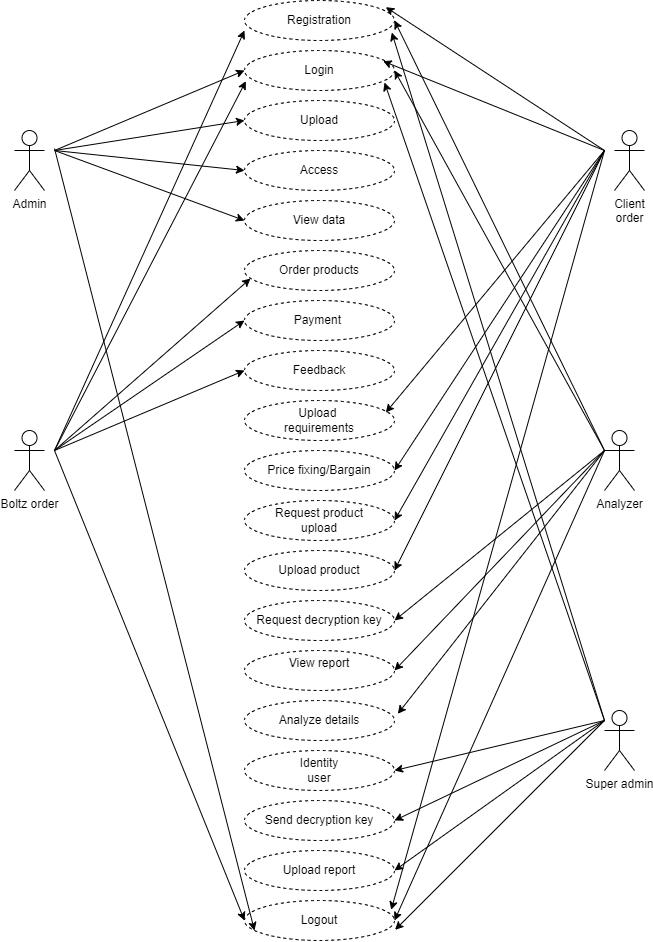 Registration
Login
Upload
Access
View data
Order products
Payment
Feedback
Upload
requirements
Price fixing/Bargain
Request product
upload
Upload product
Request decryption key
View report
Analyze details
Identity
user
Send decryption key
Upload report
Logout
Admin
Boltz order
Client
order
Analyzer
Super admin